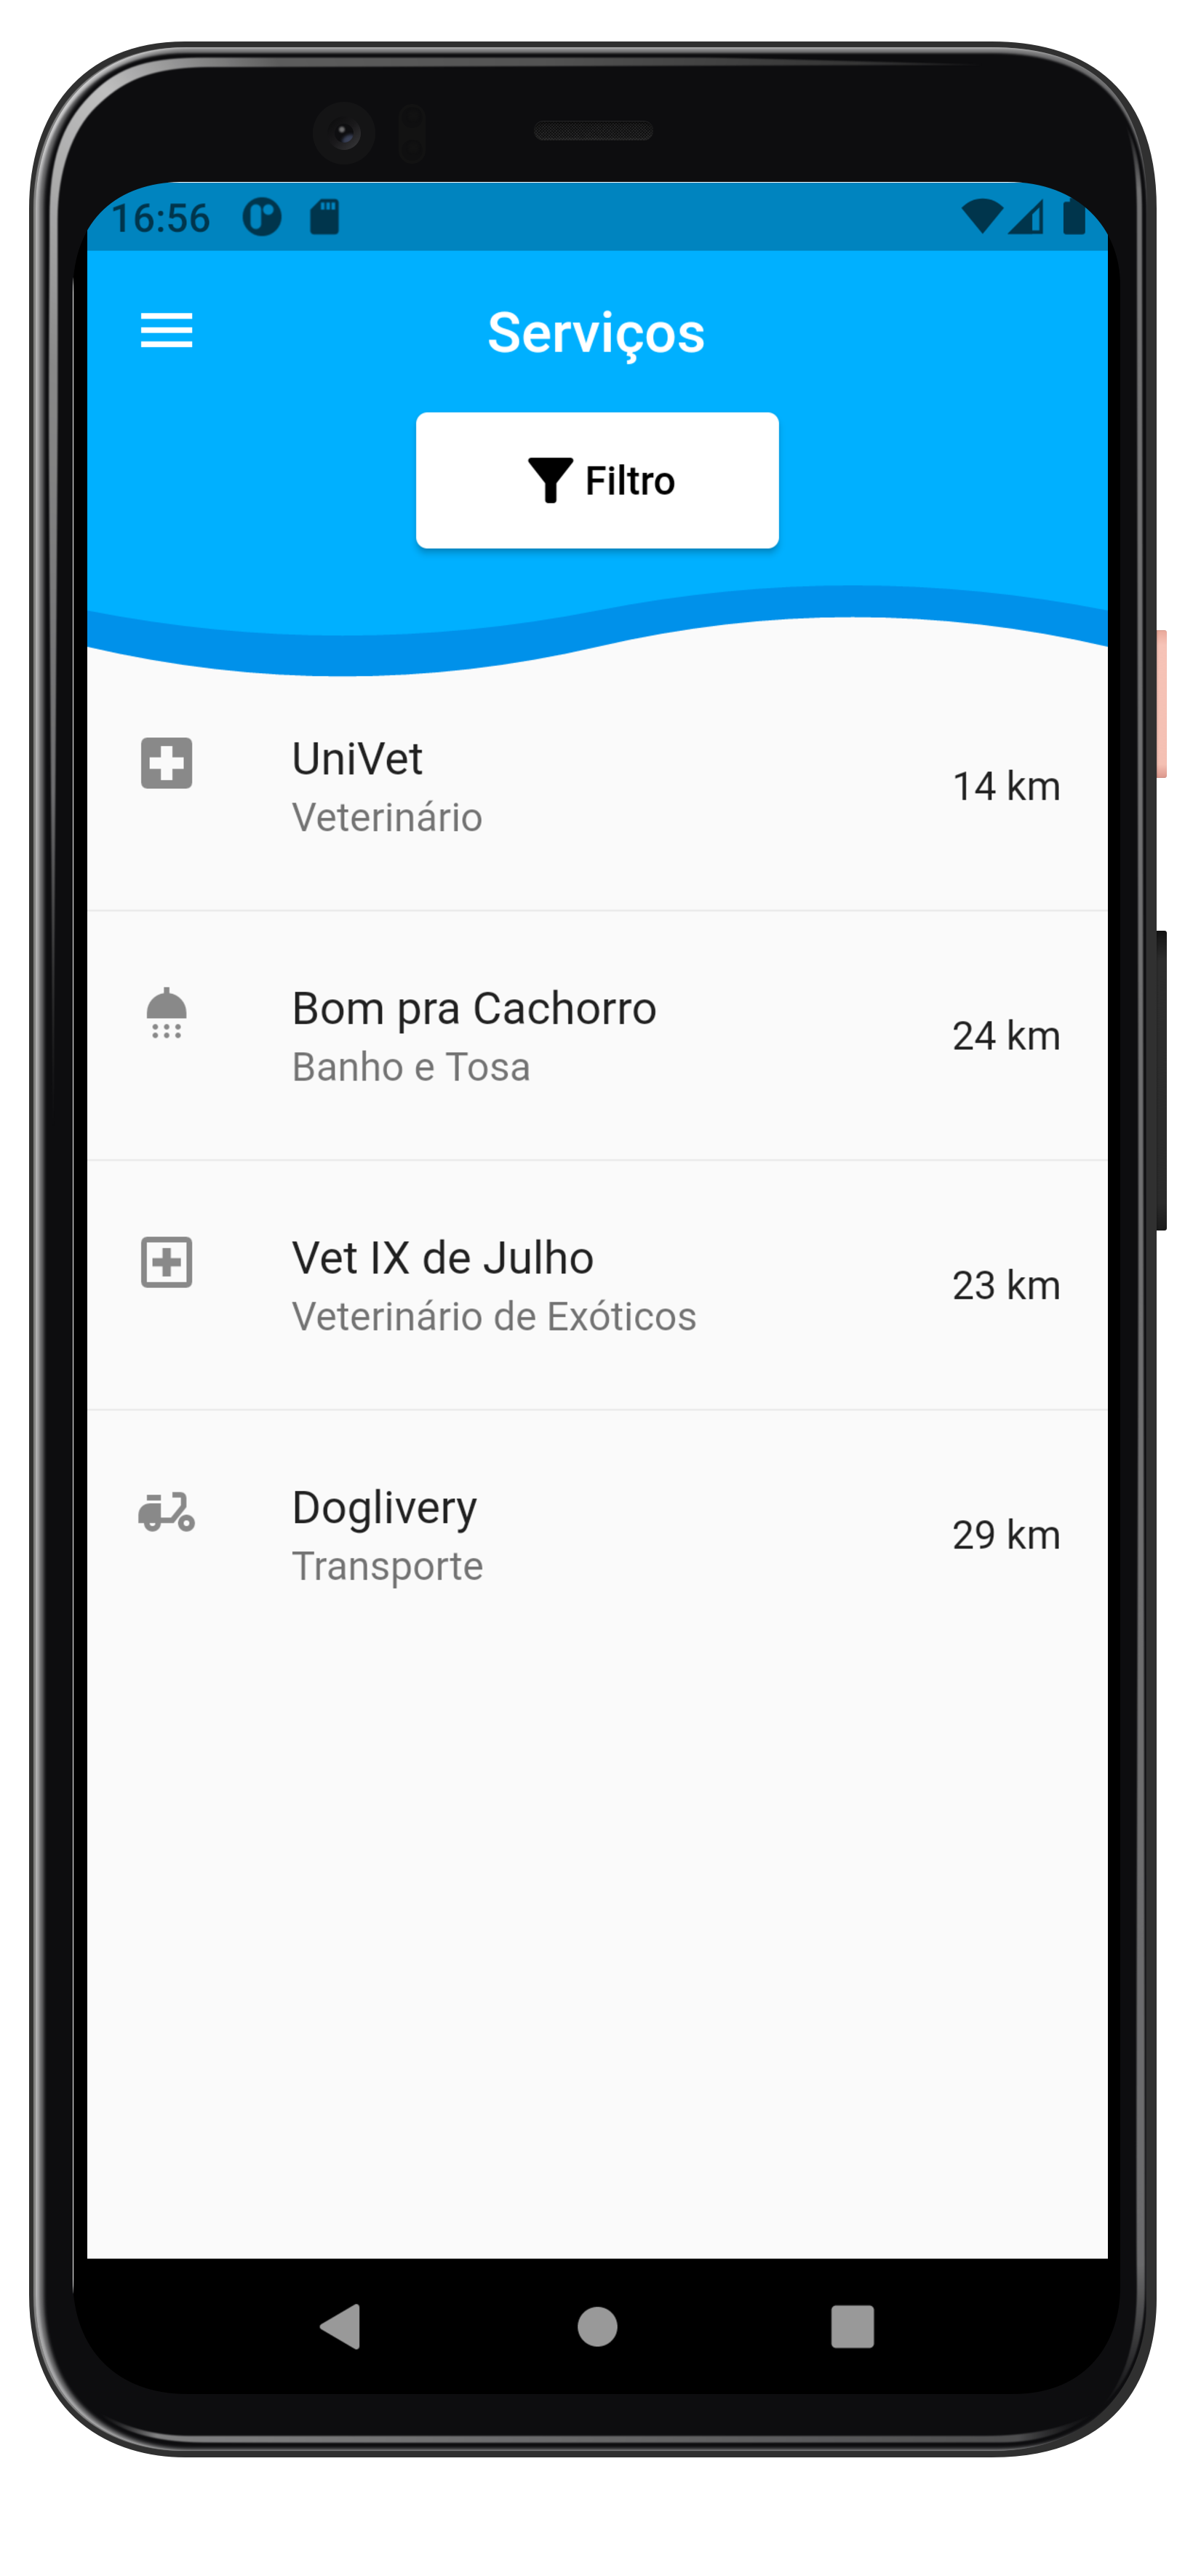 16:56
Serviços
Filtro
UniVet
Veterinário
14 km
Bom pra Cachorro
Banho e Tosa
24 km
Vet IX de Julho
Veterinário de Exóticos
23 km
Doglivery
Transporte
29 km